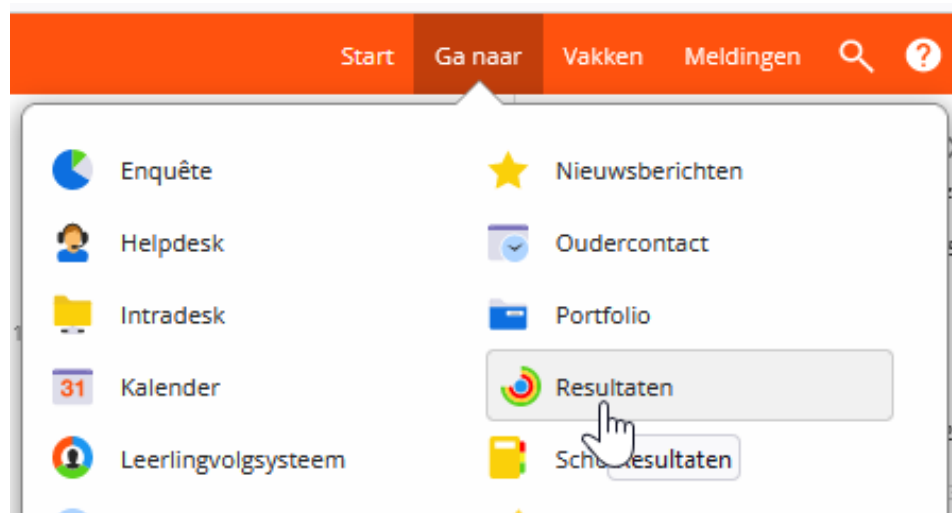 Start Ga naar Vakken Meldingen ?
Enquête Nieuwsberichten
Helpdesk Oudercontact
Intradesk Portfolio
31 Kalender Resultaten
Leerlingvolgsysteem Resultaten